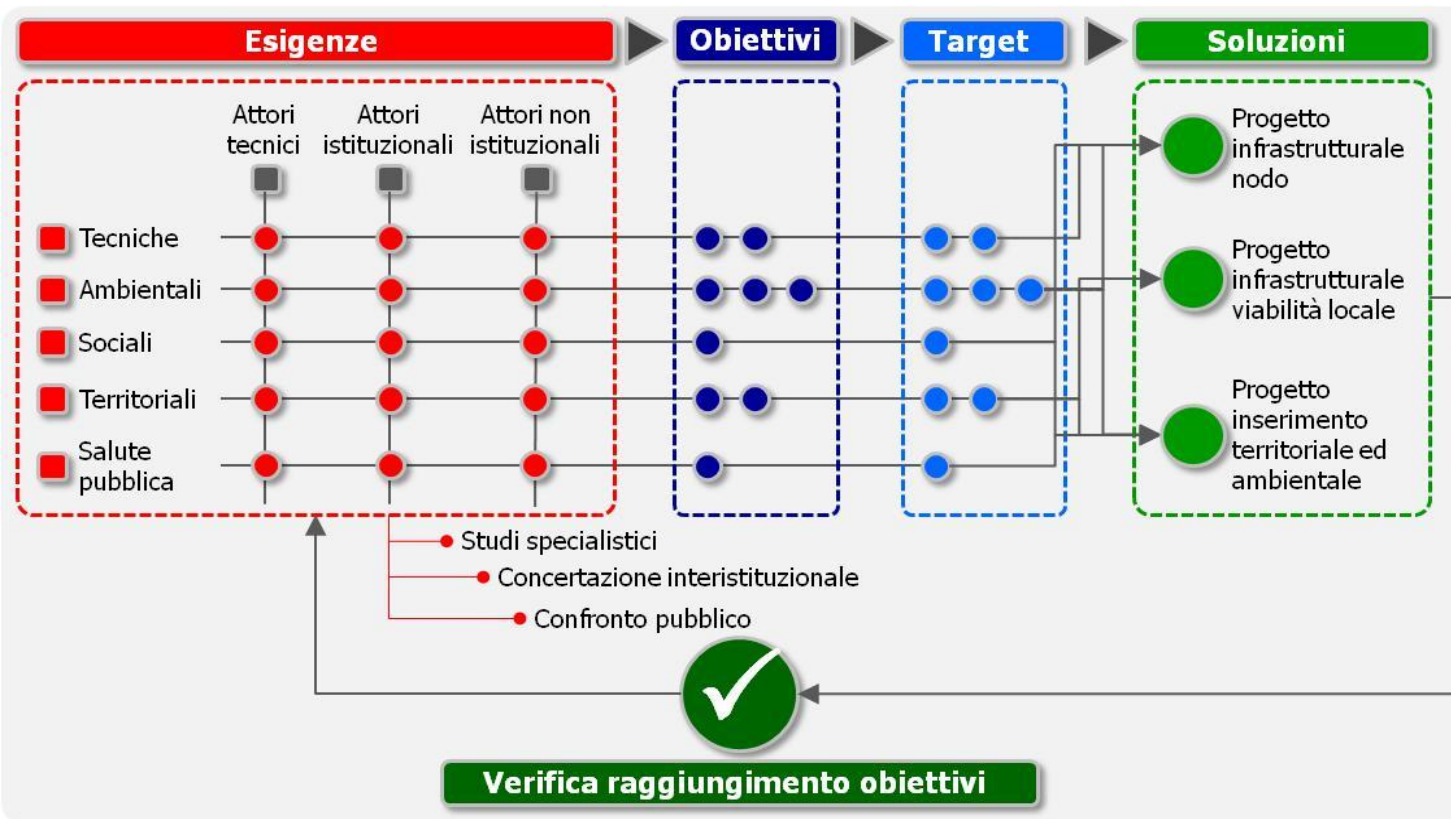 Esigenze
Obiettivi
Target
Soluzioni
Attori
tecnici
Attori
istituzionali
Attori non
istituzionali
Tecniche
Ambientali
Sociali
Territoriali
Salute
pubblica
Progetto
infrastrutturale
nodo
Progetto
infrastrutturale
viabilità locale
Progetto
inserimento
territoriale ed
ambientale
Studi specialistici
Concertazione interistituzionale
Confronto pubblico
Verifica raggiungimento obiettivi